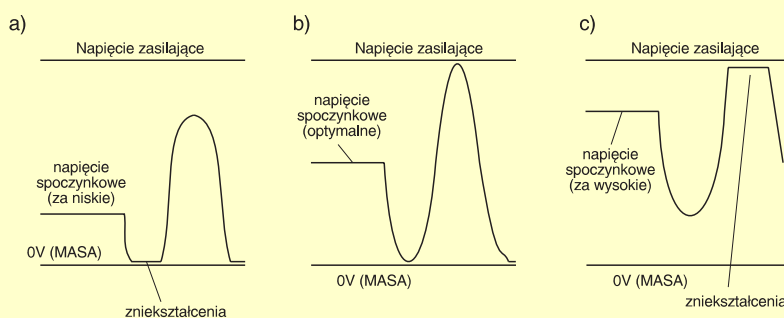 a)
Napięcie zasilające
napięcie
spoczynkowe
(za niskie)
0V (MASA)
zniekształcenia
b)
Napięcie zasilające
napięcie
spoczynkowe
(optymalne)
0V (MASA)
c)
Napięcie zasilające
napięcie
spoczynkowe
(za wysokie)
0V (MASA)
zniekształcenia